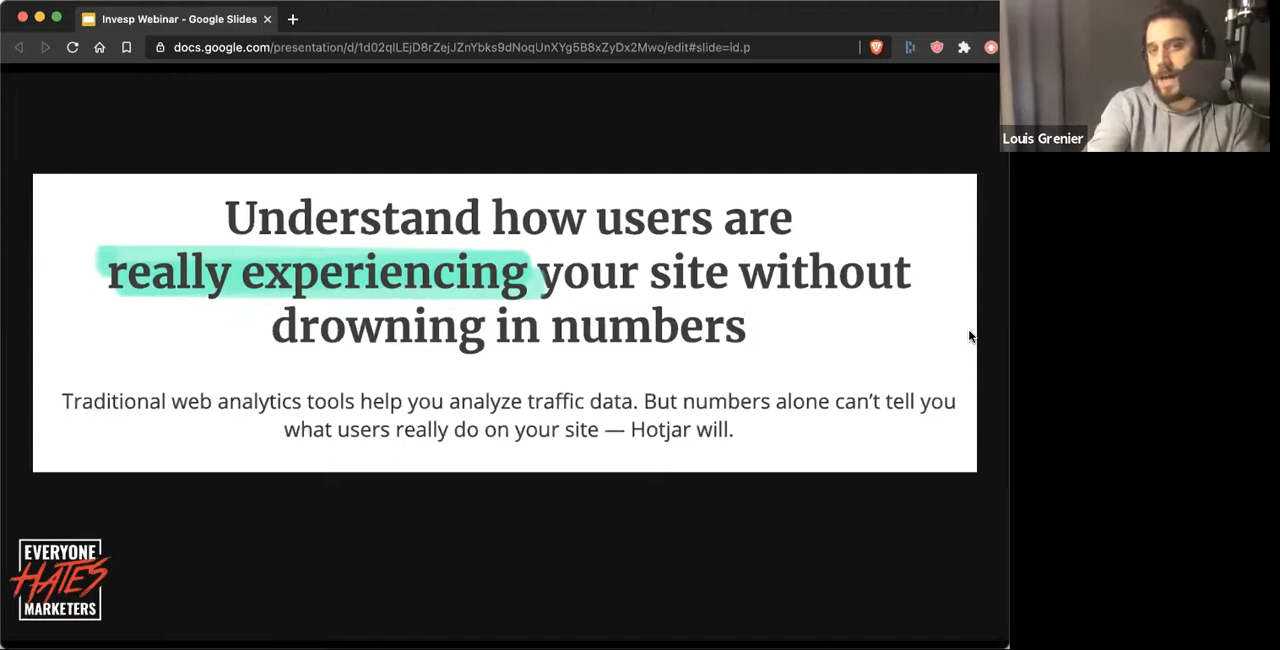 Invesp Webinar - Google Slides
docs.google.com/presentation/d/1d02qlLEjD8rZejJZnYbks9dNoqUnXYg5B8xZyDx2Mwo/edit#slide=id.p
Louis Grenier
Understand how users are
really experiencing your site without
drowning in numbers
Traditional web analytics tools help you analyze traffic data. But numbers alone can’t tell you
what users really do on your site — Hotjar will.
EVERYONE
HATES
MARKETERS